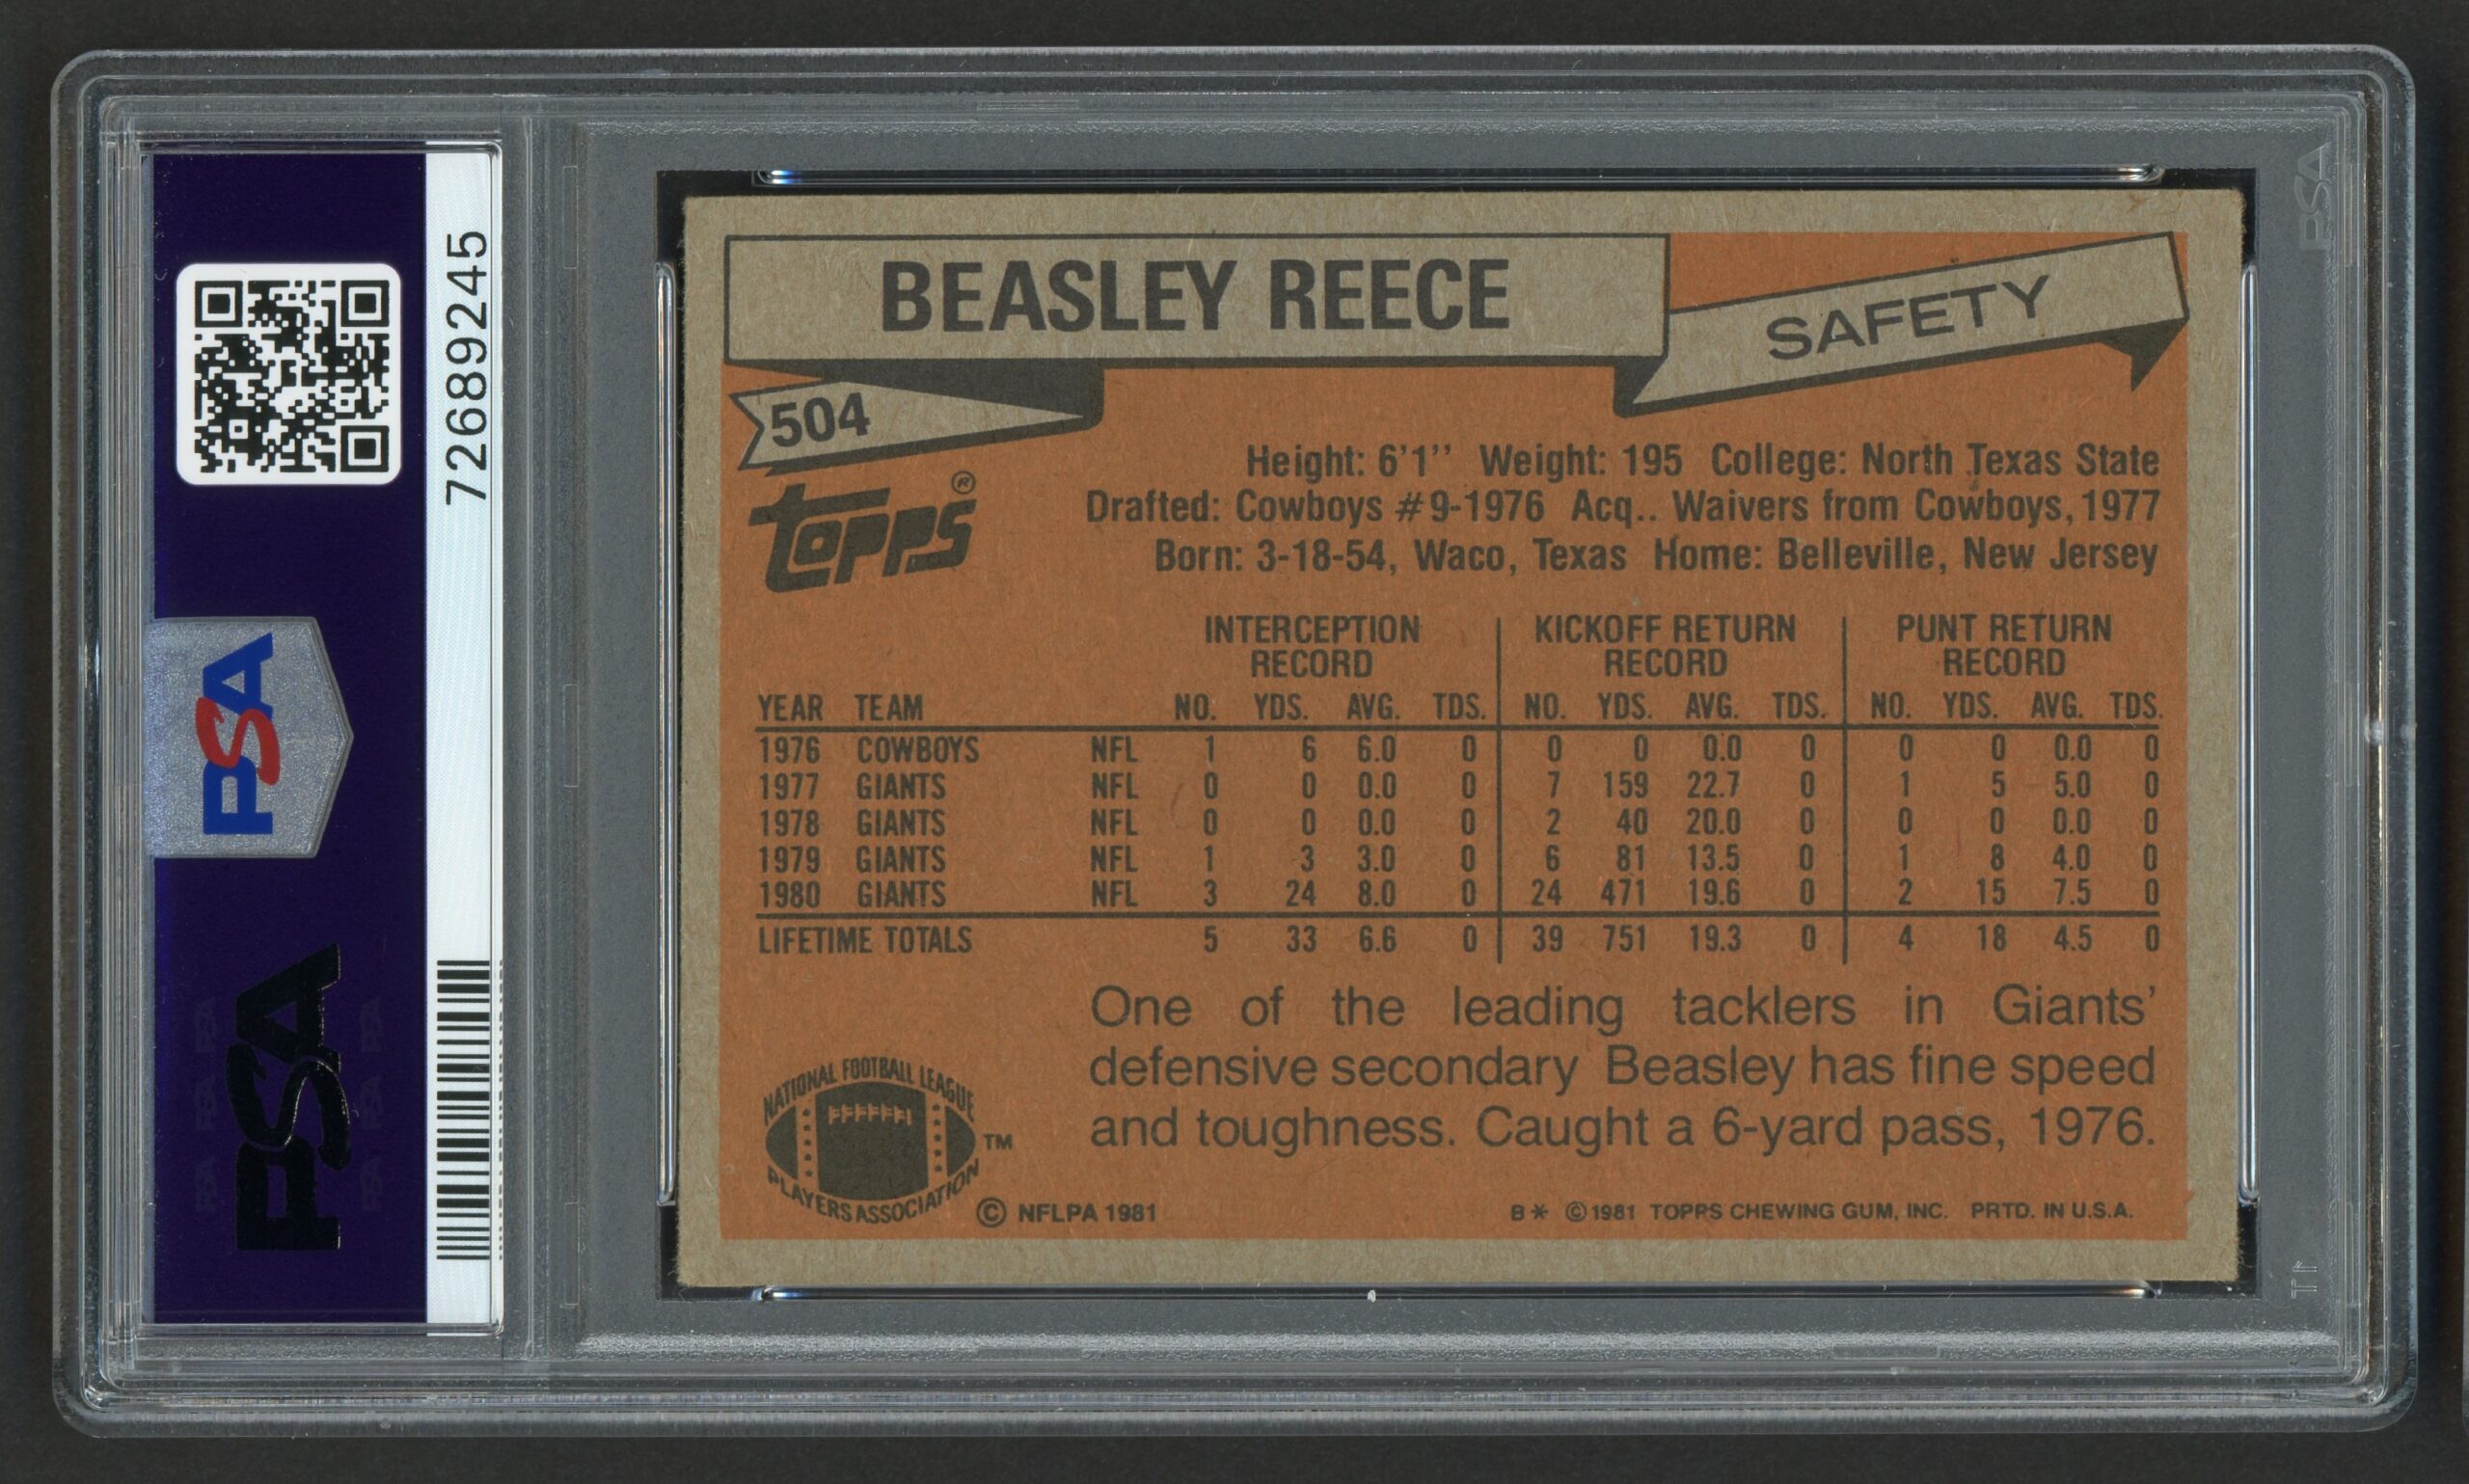 72689245
PSA
PSA
BEASLEY REECE
SAFETY
504
TOPPS®
Height: 6'1'' Weight: 195 College: North Texas State
Drafted: Cowboys #9-1976 Acq.. Waivers from Cowboys, 1977
Born: 3-18-54, Waco, Texas Home: Belleville, New Jersey
INTERCEPTION RECORD KICKOFF RETURN RECORD PUNT RETURN RECORD
YEAR TEAM NO. YDS. AVG. TDS. NO. YDS. AVG. TDS. NO. YDS. AVG. TDS.
1976 COWBOYS NFL 1 6 6.0 0 0 0 0.0 0 0 0 0.0 0
1977 GIANTS NFL 0 0 0.0 0 7 159 22.7 0 1 5 5.0 0
1978 GIANTS NFL 0 0 0.0 0 2 40 20.0 0 0 0 0.0 0
1979 GIANTS NFL 1 3 3.0 0 6 81 13.5 0 1 8 4.0 0
1980 GIANTS NFL 3 24 8.0 0 24 471 19.6 0 2 15 7.5 0
LIFETIME TOTALS 5 33 6.6 0 39 751 19.3 0 4 18 4.5 0
One of the leading tacklers in Giants'
defensive secondary Beasley has fine speed
and toughness. Caught a 6-yard pass, 1976.
NATIONAL FOOTBALL LEAGUE
PLAYERS ASSOCIATION
TM
© NFLPA 1981
B* © 1981 TOPPS CHEWING GUM, INC. PRTD. IN U.S.A.
PSA